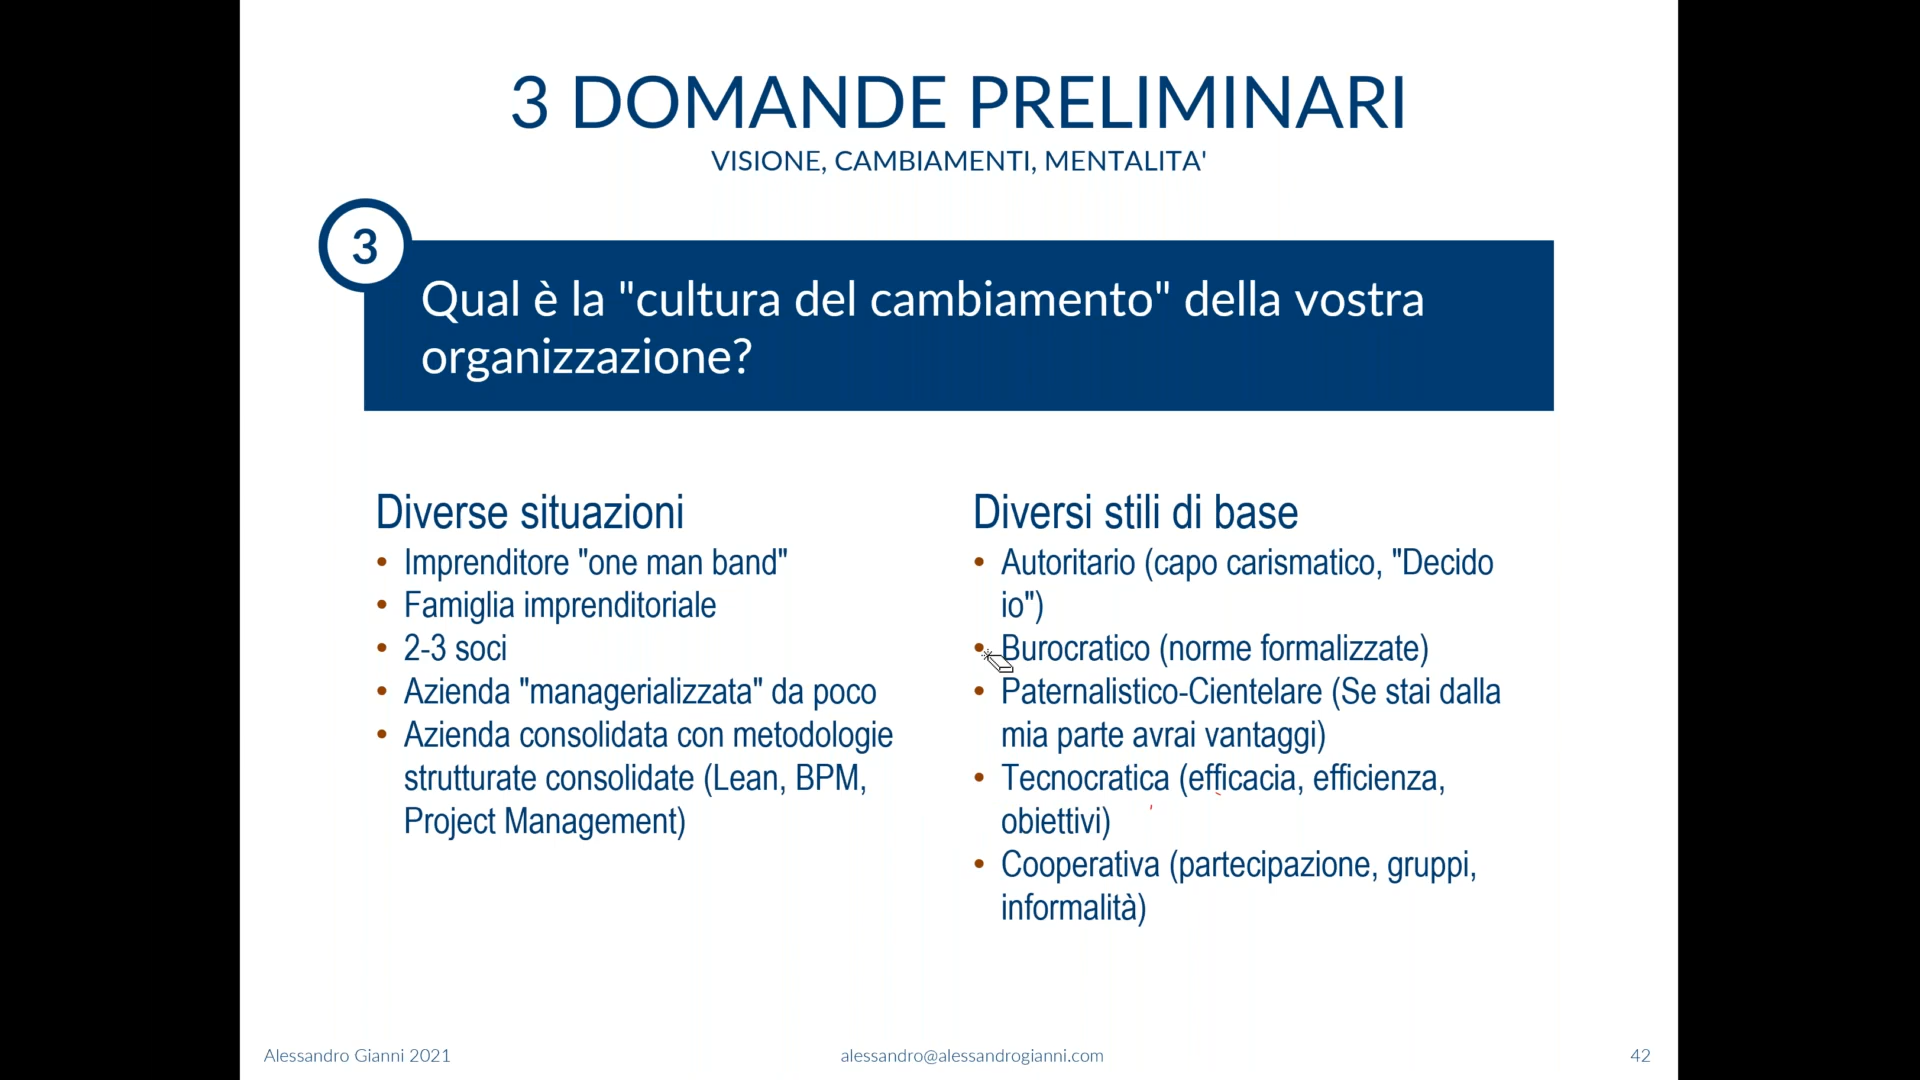 3 DOMANDE PRELIMINARI
VISIONE, CAMBIAMENTI, MENTALITA'
3
Qual è la "cultura del cambiamento" della vostra
organizzazione?
Diverse situazioni
• Imprenditore "one man band"
• Famiglia imprenditoriale
• 2-3 soci
• Azienda "managerializzata" da poco
• Azienda consolidata con metodologie
strutturate consolidate (Lean, BPM,
Project Management)
Diversi stili di base
• Autoritario (capo carismatico, "Decido
io")
• Burocratico (norme formalizzate)
• Paternalistico-Cientelare (Se stai dalla
mia parte avrai vantaggi)
• Tecnocratica (efficacia, efficienza,
obiettivi)
• Cooperativa (partecipazione, gruppi,
informalità)
Alessandro Gianni 2021
alessandro@alessandrogianni.com
42